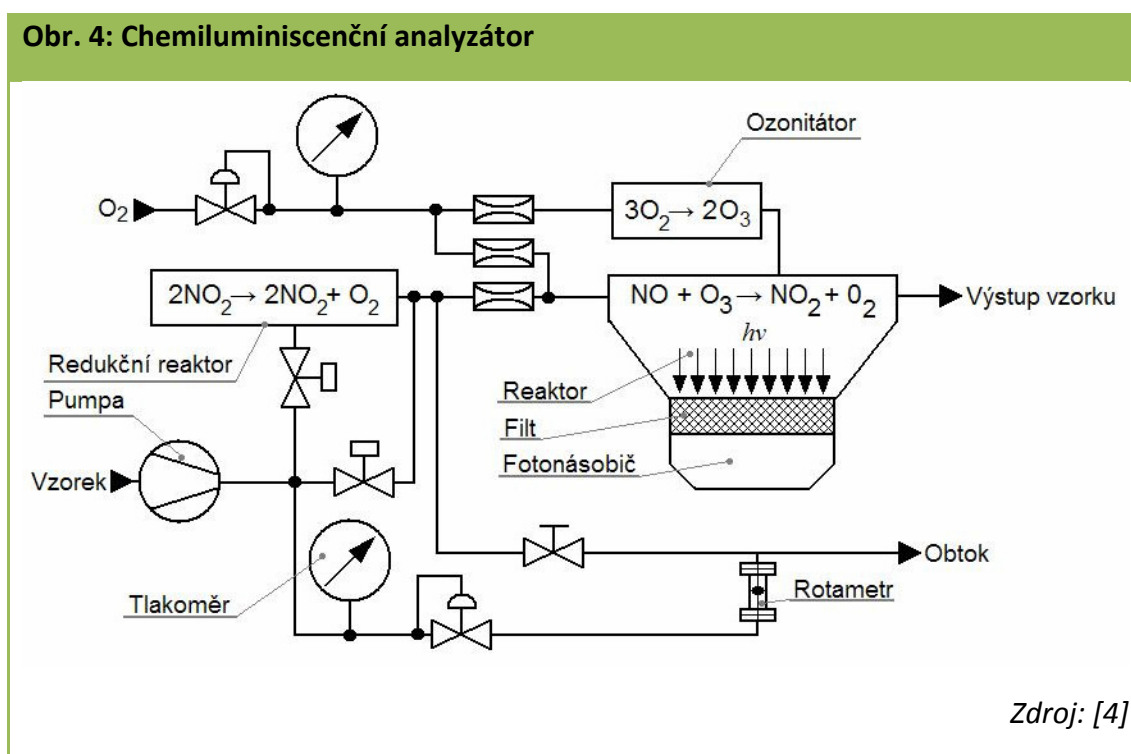 Obr. 4: Chemiluminiscenční analyzátor
Ozonitátor
O₂
3O₂→ 2O₃
2NO₂→ 2NO₂+ O₂
NO + O₃→ NO₂+ 0₂
Výstup vzorku
hv
Redukční reaktor
Pumpa
Reaktor
Filt
Fotonásobič
Vzorek
Obtok
Tlakoměr
Rotametr
Zdroj: [4]